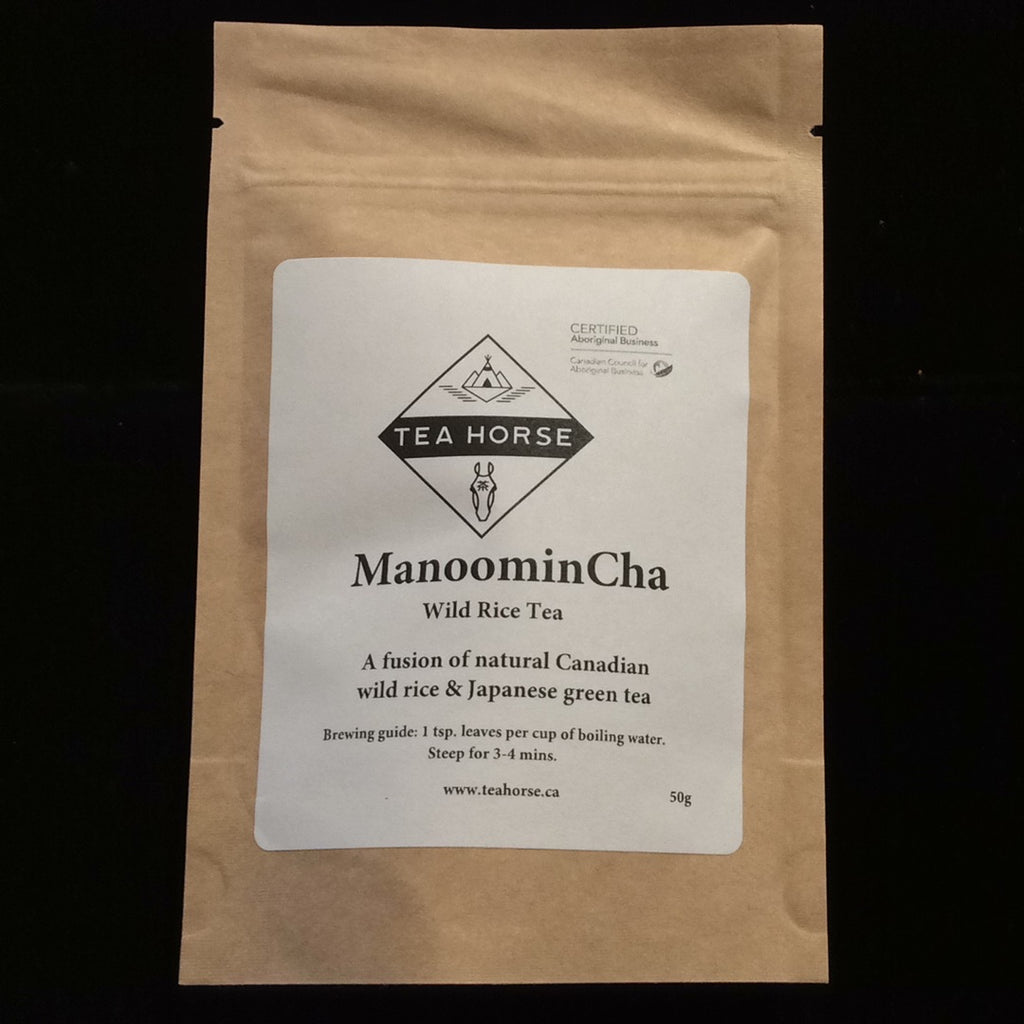 CERTIFIED
Aboriginal Business
Canadian Council for
Aboriginal Business
TEA HORSE
茶
ManoominCha
Wild Rice Tea
A fusion of natural Canadian
wild rice & Japanese green tea
Brewing guide: 1 tsp. leaves per cup of boiling water.
Steep for 3-4 mins.
www.teahorse.ca
50g